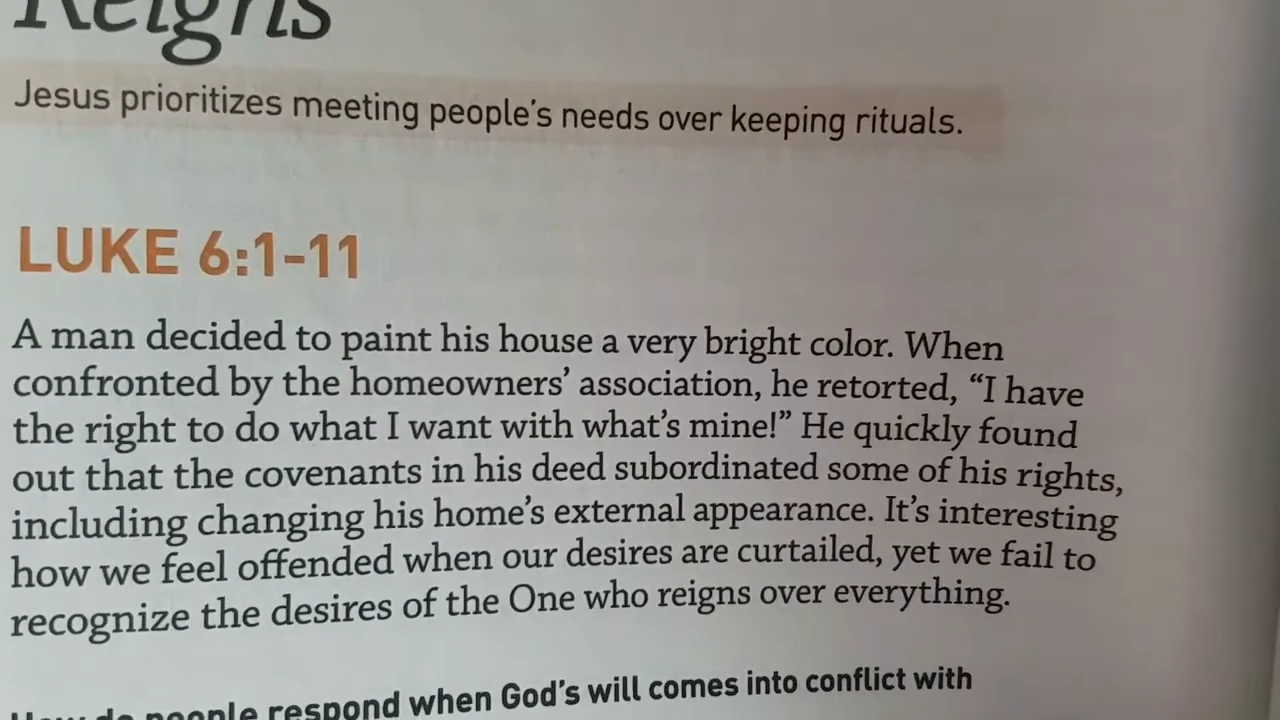 Reigns
Jesus prioritizes meeting people's needs over keeping rituals.
LUKE 6:1-11
A man decided to paint his house a very bright color. When
confronted by the homeowners' association, he retorted, “I have
the right to do what I want with what's mine!” He quickly found
out that the covenants in his deed subordinated some of his rights,
including changing his home's external appearance. It's interesting
how we feel offended when our desires are curtailed, yet we fail to
recognize the desires of the One who reigns over everything.
How do people respond when God's will comes into conflict with